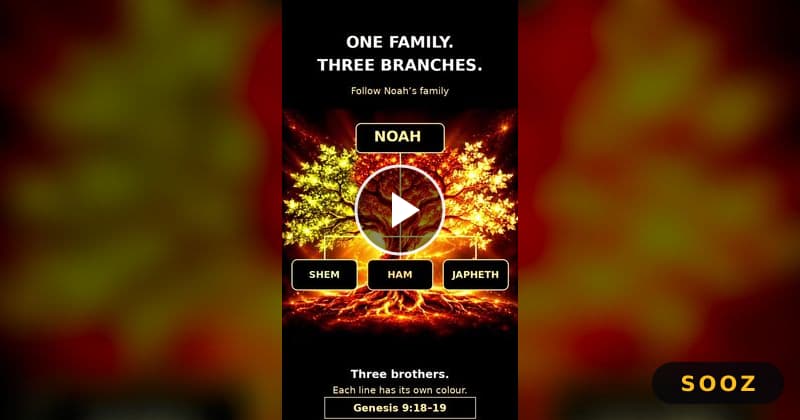 ONE FAMILY.
THREE BRANCHES.
Follow Noah’s family
NOAH
SHEM
HAM
JAPHETH
Three brothers.
Each line has its own colour.
Genesis 9:18–19
SOOZ